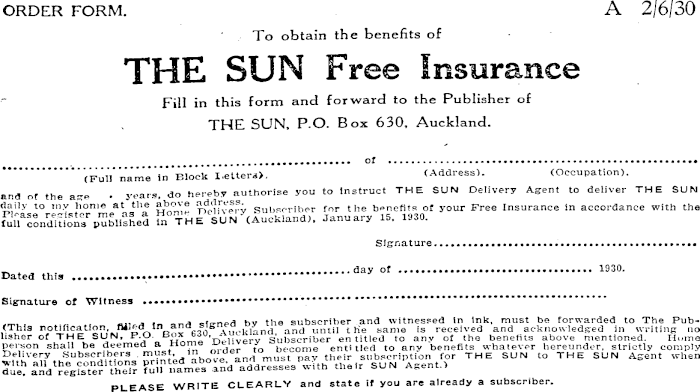 ORDER FORM. A 2/6/30
To obtain the benefits of
THE SUN Free Insurance
Fill in this form and forward to the Publisher of
THE SUN, P.O. Box 630, Auckland.
of
(Full name in Block Letters). (Address). (Occupation).
and of the age years, do hereby authorise you to instruct THE SUN Delivery Agent to deliver THE SUN
daily to my home at the above address.
Please register me as a Home Delivery Subscriber for the benefits of your Free Insurance in accordance with the
full conditions published in THE SUN (Auckland), January 15, 1930.
Signature
Dated this day of 1930.
Signature of Witness
(This notification, filled in and signed by the subscriber and witnessed in ink, must be forwarded to The Pub-
lisher of THE SUN, P.O. Box 630, Auckland, and until the same is received and acknowledged in writing no
person shall be deemed a Home Delivery Subscriber entitled to any of the benefits above mentioned. Home
Delivery Subscribers must, in order to become entitled to any benefits whatever hereunder, strictly comply
with all the conditions printed above, and must pay their subscription for THE SUN to THE SUN Agent when
due, and register their full names and addresses with their SUN Agent.)
PLEASE WRITE CLEARLY and state if you are already a subscriber.